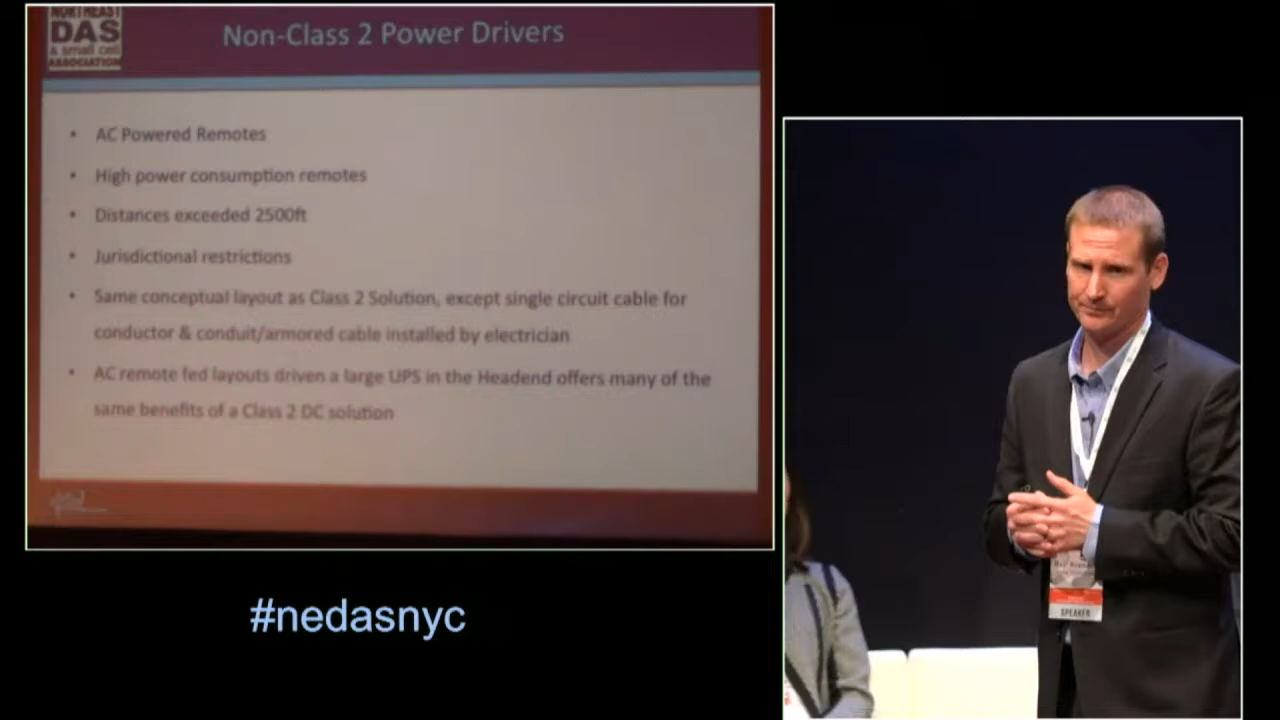 NORTHEAST
DAS
& small cell
ASSOCIATION
Non-Class 2 Power Drivers
• AC Powered Remotes
• High power consumption remotes
• Distances exceeded 2500ft
• Jurisdictional restrictions
• Same conceptual layout as Class 2 Solution, except single circuit cable for
conductor & conduit/armored cable installed by electrician
• AC remote fed layouts driven a large UPS in the Headend offers many of the
same benefits of a Class 2 DC solution
#nedasnyc
SPEAKER